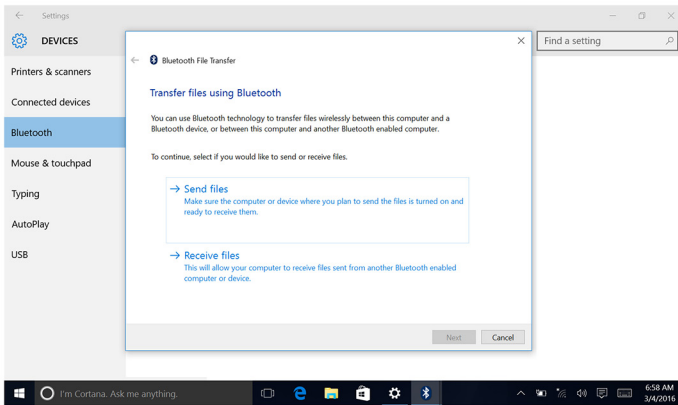 Settings
DEVICES
Find a setting
Printers & scanners
Connected devices
Bluetooth
Mouse & touchpad
Typing
AutoPlay
USB
Bluetooth File Transfer
Transfer files using Bluetooth
You can use Bluetooth technology to transfer files wirelessly between this computer and a
Bluetooth device, or between this computer and another Bluetooth enabled computer.
To continue, select if you would like to send or receive files.
Send files
Make sure the computer or device where you plan to send the files is turned on and
ready to receive them.
Receive files
This will allow your computer to receive files sent from another Bluetooth enabled
computer or device.
Next
Cancel
I'm Cortana. Ask me anything.
6:58 AM
3/4/2016